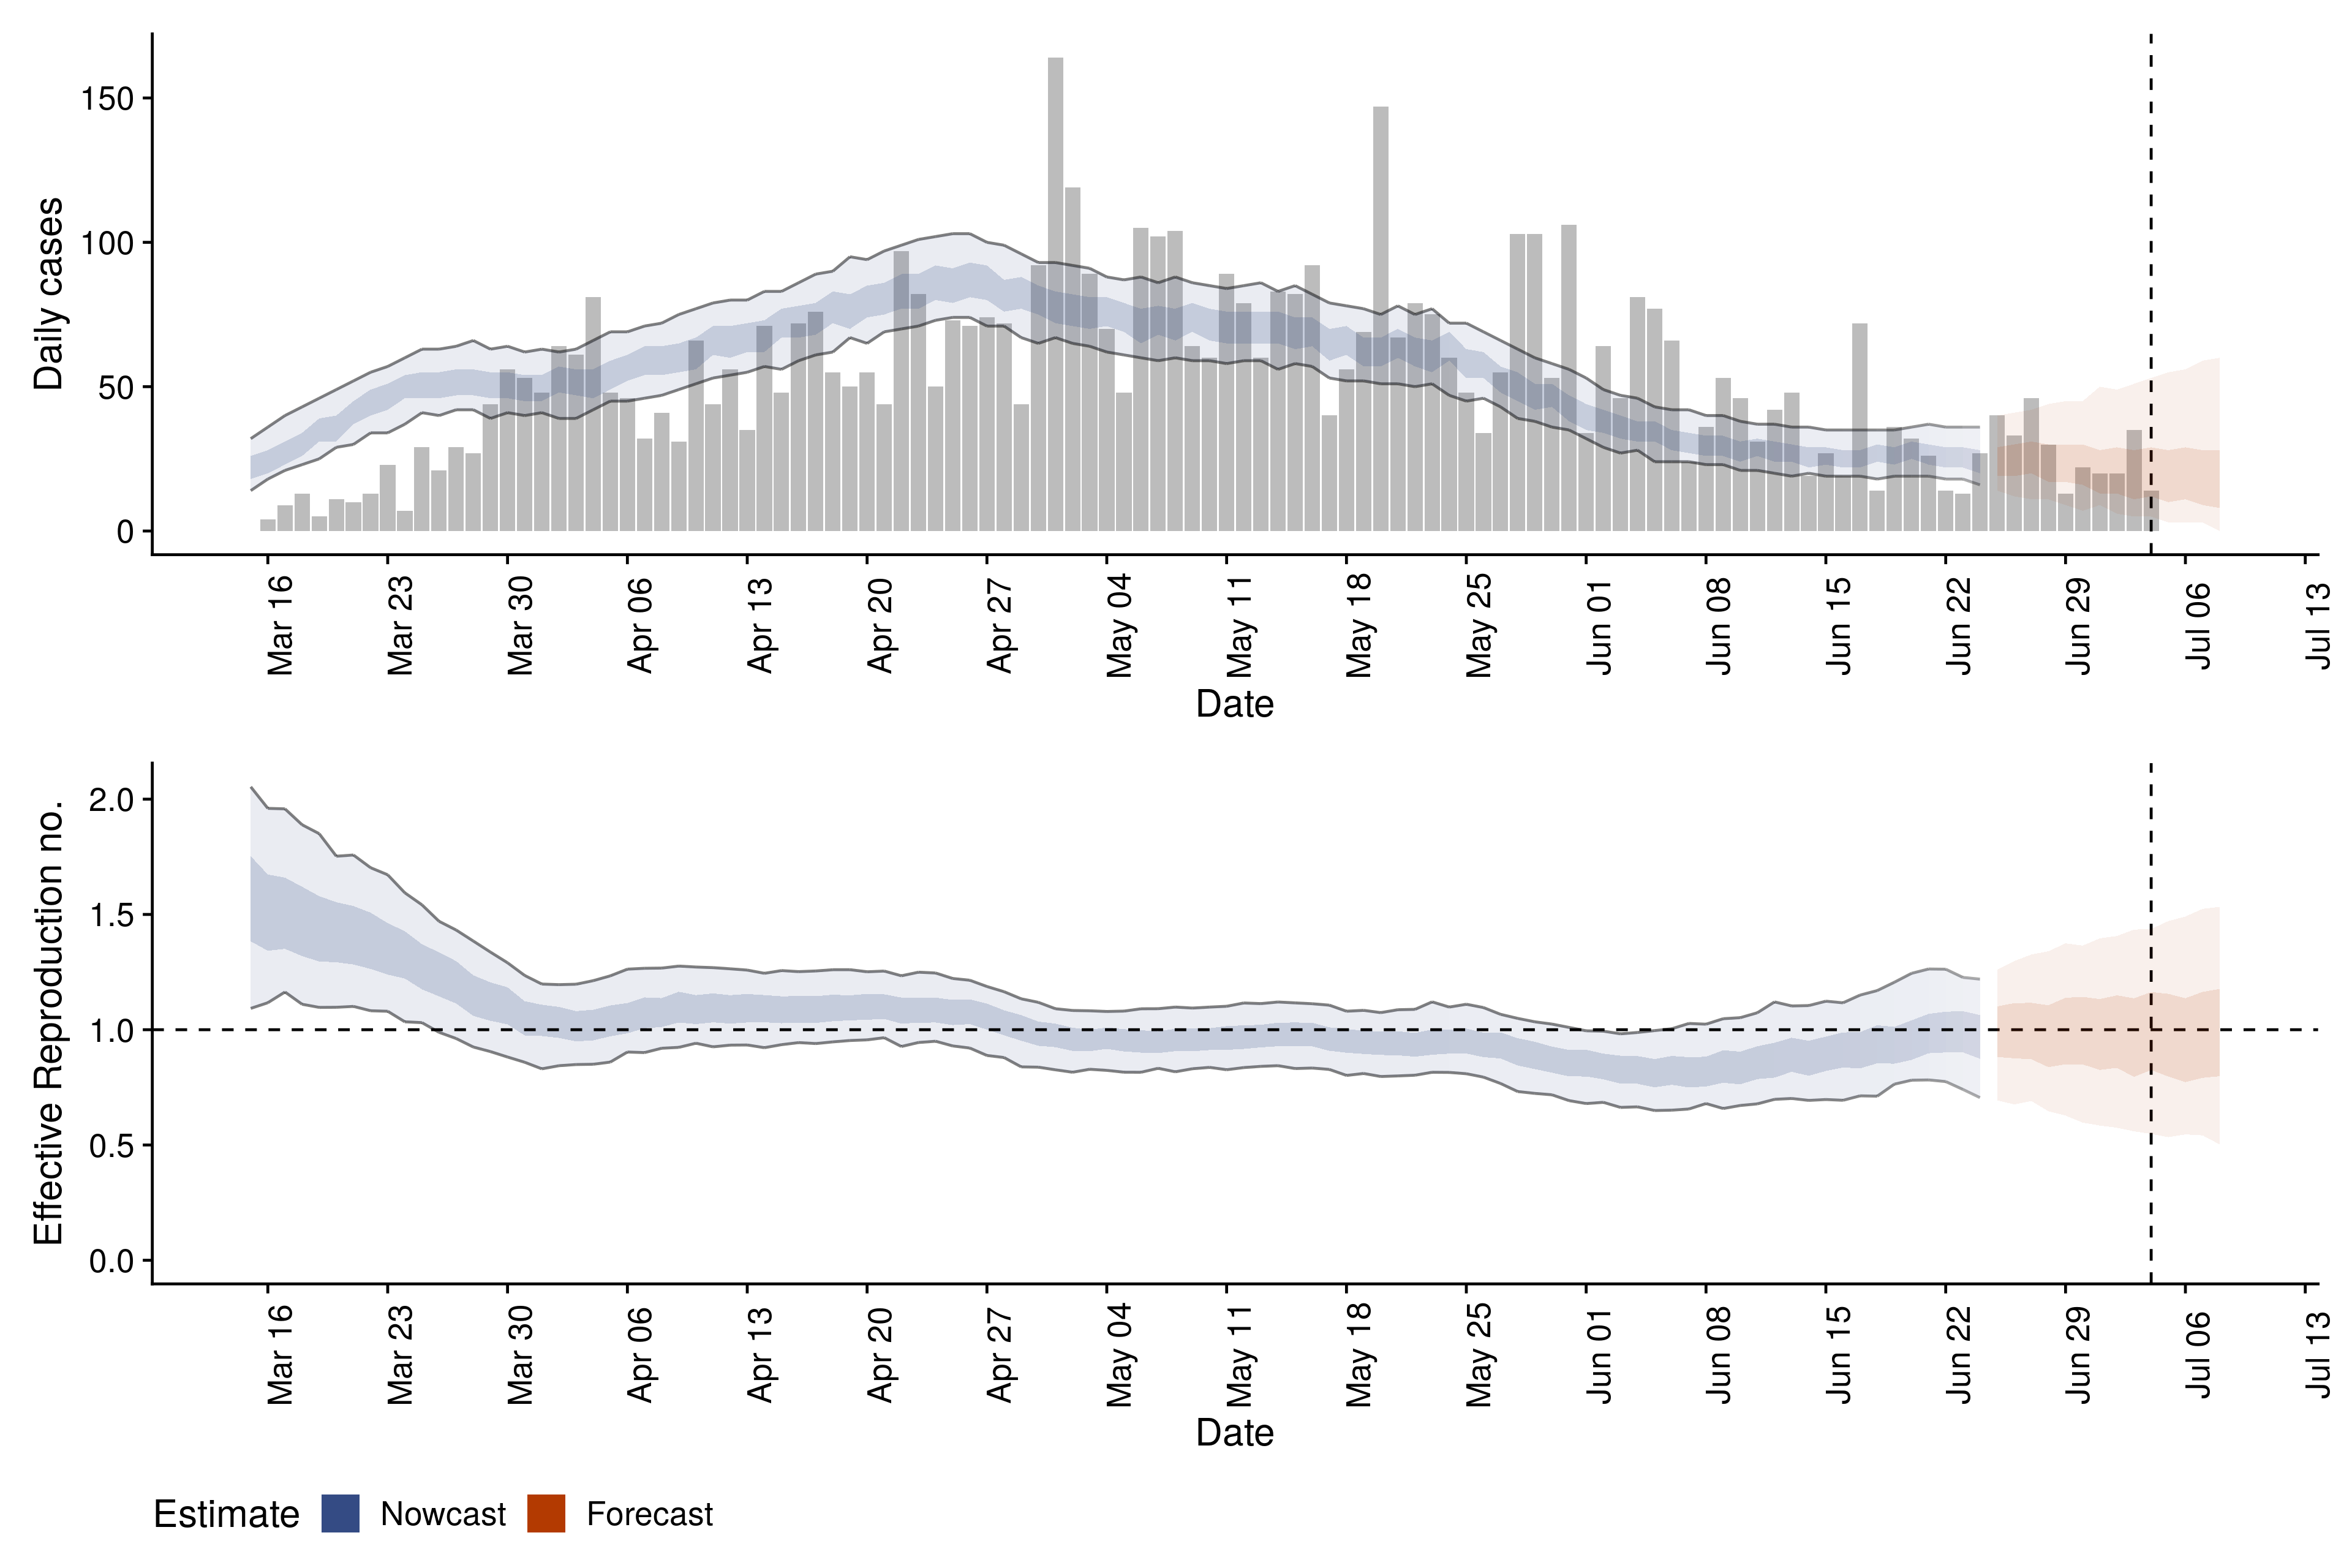 Daily cases
150
100
50
0
Mar 16
Mar 23
Mar 30
Apr 06
Apr 13
Apr 20
Apr 27
May 04
May 11
May 18
May 25
Jun 01
Jun 08
Jun 15
Jun 22
Jun 29
Jul 06
Jul 13
Date
Effective Reproduction no.
2.0
1.5
1.0
0.5
0.0
Mar 16
Mar 23
Mar 30
Apr 06
Apr 13
Apr 20
Apr 27
May 04
May 11
May 18
May 25
Jun 01
Jun 08
Jun 15
Jun 22
Jun 29
Jul 06
Jul 13
Date
Estimate Nowcast Forecast